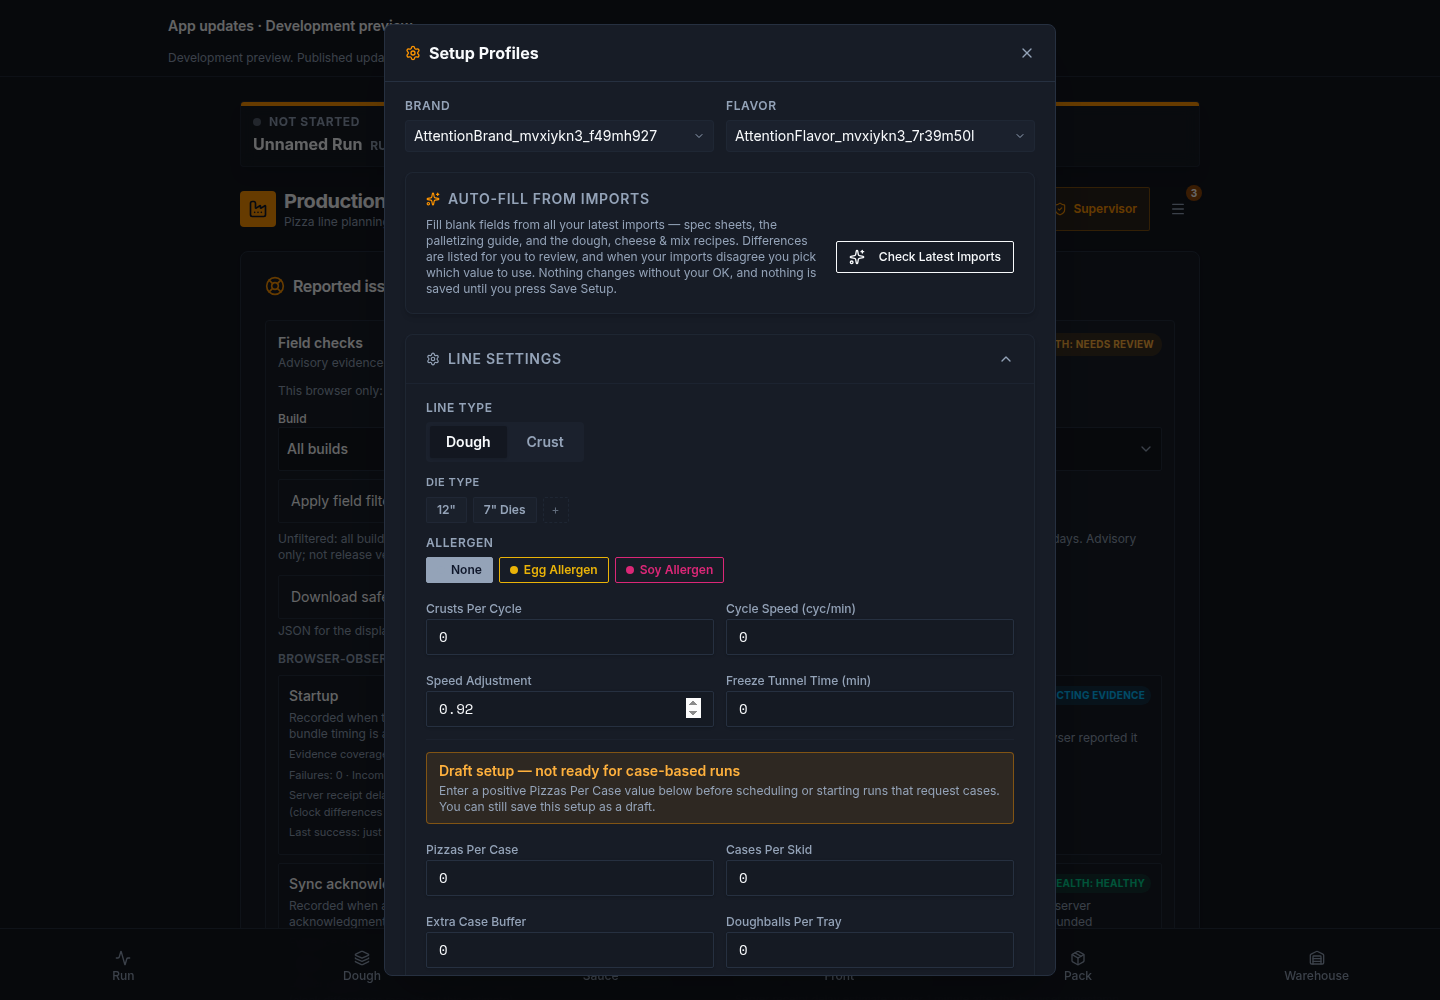 App updates · Development preview
Development preview. Published upda
Setup Profiles
BRAND
FLAVOR
AttentionBrand_mvxiykn3_f49mh927
AttentionFlavor_mvxiykn3_7r39m50l
NOT STARTED
Unnamed Run
Production
Pizza line planning
Supervisor
3
AUTO-FILL FROM IMPORTS
Fill blank fields from all your latest imports — spec sheets, the
palletizing guide, and the dough, cheese & mix recipes. Differences
are listed for you to review, and when your imports disagree you pick
which value to use. Nothing changes without your OK, and nothing is
saved until you press Save Setup.
Check Latest Imports
Reported iss
Field checks
Advisory evidence
This browser only:
TH: NEEDS REVIEW
Build
All builds
Apply field filte
Unfiltered: all build
only; not release ve
days. Advisory
Download safe
JSON for the displa
BROWSER-OBSER
LINE SETTINGS
LINE TYPE
Dough
Crust
DIE TYPE
12"
7" Dies
+
ALLERGEN
None
Egg Allergen
Soy Allergen
Crusts Per Cycle
Cycle Speed (cyc/min)
0
0
Speed Adjustment
Freeze Tunnel Time (min)
0.92
0
Startup
Recorded when t
bundle timing is a
Evidence coverage
Failures: 0 · Incom
Server receipt dela
(clock differences
Last success: just
CTING EVIDENCE
ser reported it
Draft setup — not ready for case-based runs
Enter a positive Pizzas Per Case value below before scheduling or starting runs that request cases.
You can still save this setup as a draft.
Pizzas Per Case
Cases Per Skid
0
0
Extra Case Buffer
Doughballs Per Tray
0
0
Sync acknowle
Recorded when a
acknowledgment
EALTH: HEALTHY
server
unded
Run
Dough
Sauce
Front
Pack
Warehouse